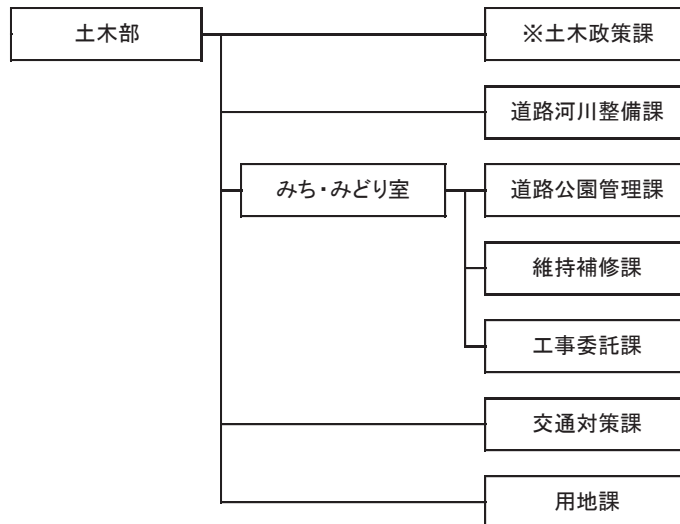 土木部
※土木政策課
道路河川整備課
みち・みどり室
道路公園管理課
維持補修課
工事委託課
交通対策課
用地課